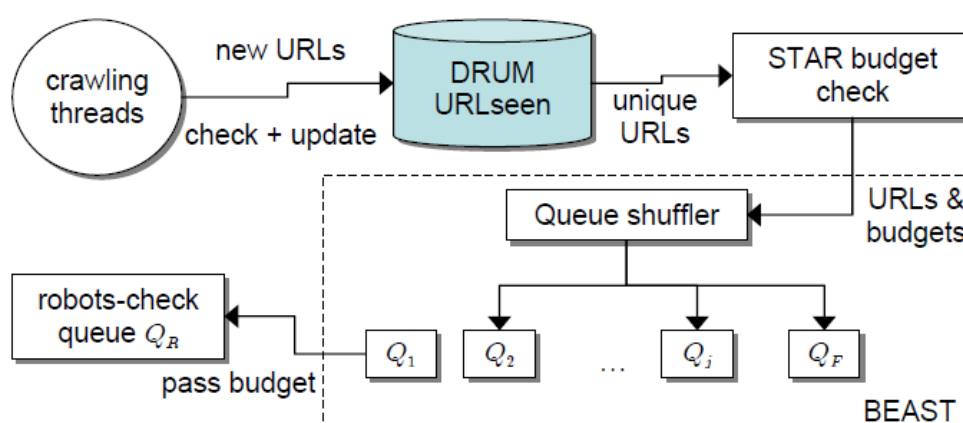 crawling
threads
new URLs
check + update
DRUM
URLseen
unique
URLs
STAR budget
check
URLs &
budgets
Queue shuffler
robots-check
queue Q_R
pass budget
Q_1
Q_2
...
Q_j
Q_F
BEAST